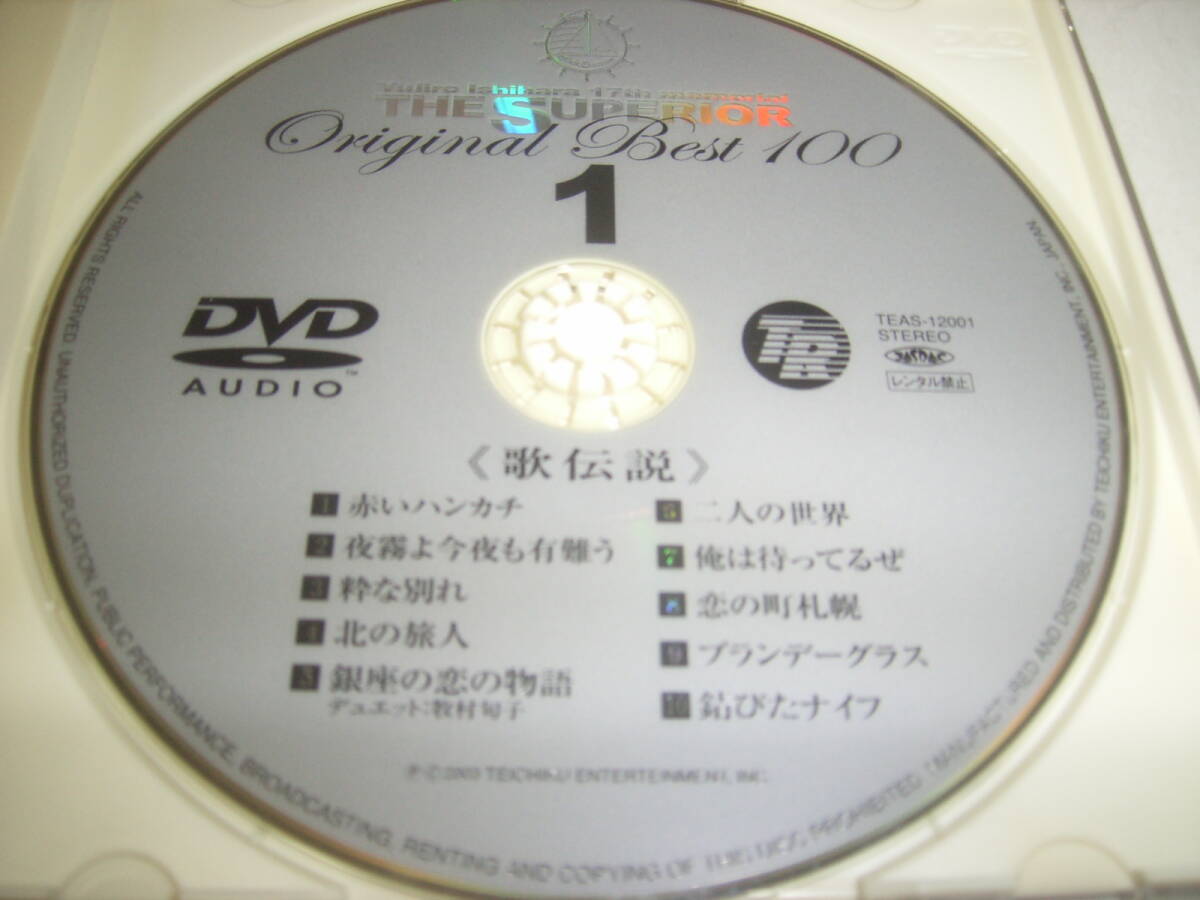 Yujiro Ishihara 17th memorial
THE SUPERIOR
Original Best 100
1
DVD
AUDIO
TM
TEAS-12001
STEREO
JASRAC
レンタル禁止
《歌伝説》
1 赤いハンカチ
2 夜霧よ今夜も有難う
3 粋な別れ
4 北の旅人
5 銀座の恋の物語
デュエット:牧村旬子
6 二人の世界
7 俺は待ってるぜ
8 恋の町札幌
9 ブランデーグラス
10 錆びたナイフ
℗©2003 TEICHIKU ENTERTEINMENT, INC.
ALL RIGHTS RESERVED. UNAUTHORIZED DUPLICATION, PUBLIC PERFORMANCE, BROADCASTING, RENTING AND COPYING OF THIS DISC PROHIBITED. MANUFACTURED AND DISTRIBUTED BY TEICHIKU ENTERTAINMENT, INC. JAPAN